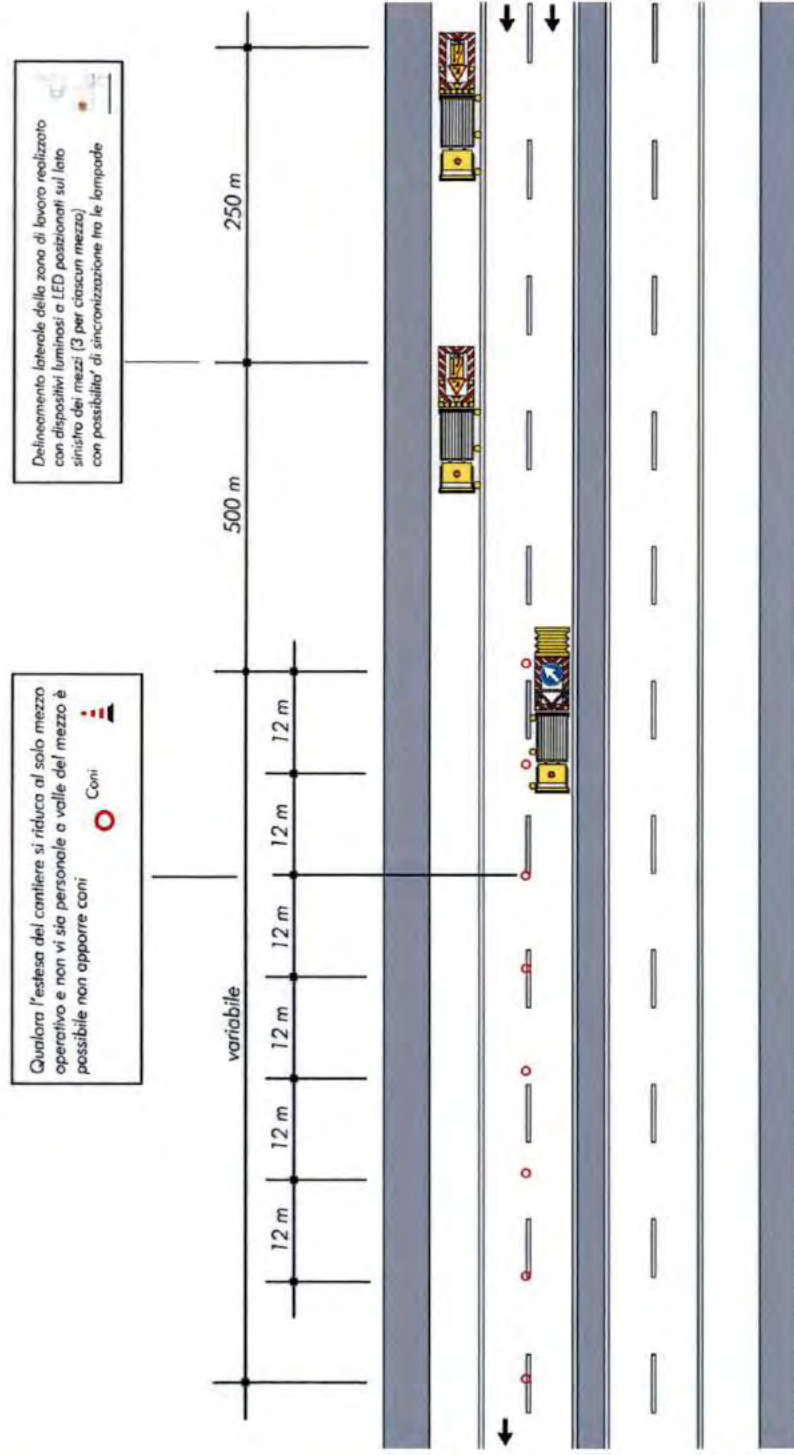 Qualora l'estesa del cantiere si riduca al solo mezzo
operativo e non vi sia personale a valle del mezzo è
possibile non apporre coni
Coni
Delineamento laterale della zona di lavoro realizzato
con dispositivi luminosi a LED posizionati sul lato
sinistro dei mezzi (3 per ciascun mezzo)
con possibilita' di sincronizzazione tra le lampade
variabile
500 m
250 m
12 m
12 m
12 m
12 m
12 m
12 m